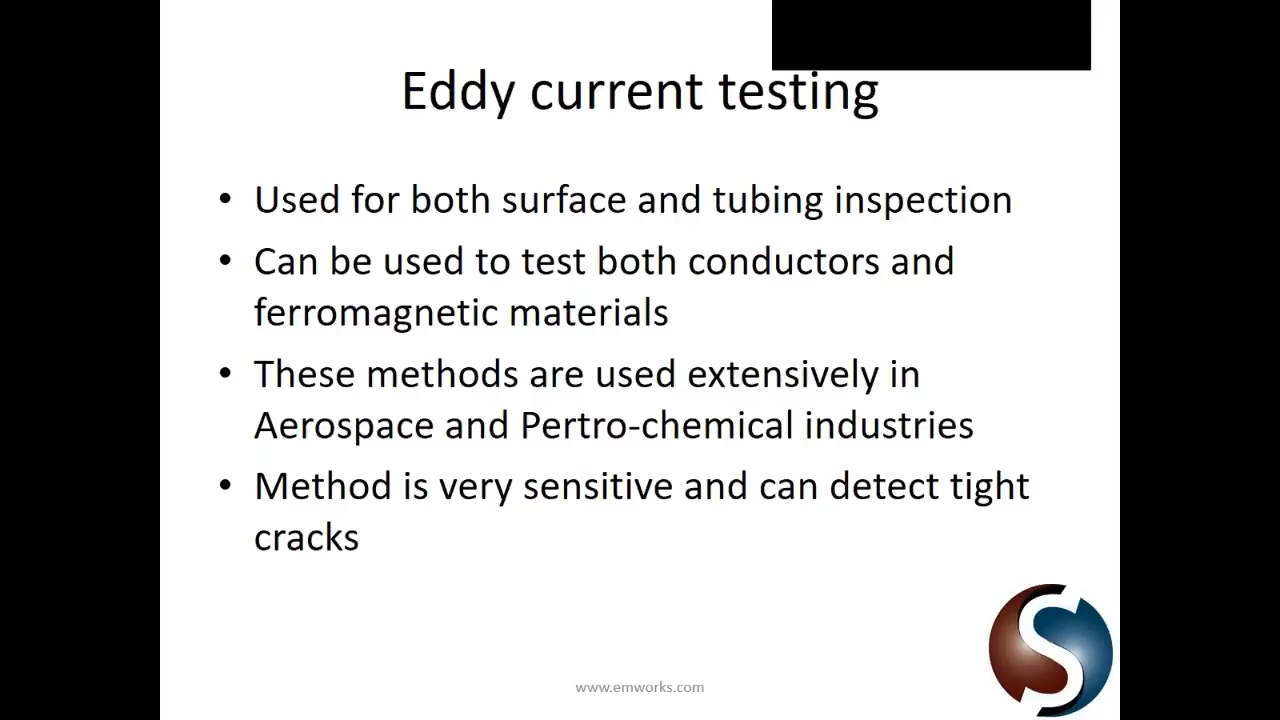 Eddy current testing
• Used for both surface and tubing inspection
• Can be used to test both conductors and
ferromagnetic materials
• These methods are used extensively in
Aerospace and Pertro-chemical industries
• Method is very sensitive and can detect tight
cracks
www.emworks.com